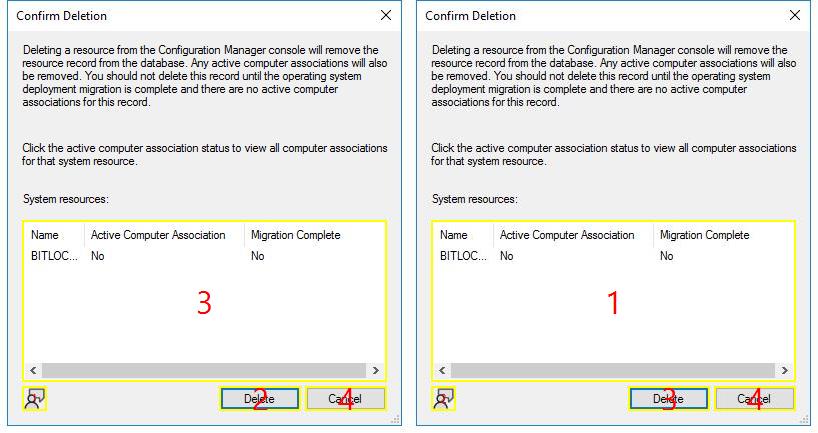 Confirm Deletion
Deleting a resource from the Configuration Manager console will remove the
resource record from the database. Any active computer associations will also
be removed. You should not delete this record until the operating system
deployment migration is complete and there are no active computer
associations for this record.
Click the active computer association status to view all computer associations
for that system resource.
System resources:
Name Active Computer Association Migration Complete
BITLOC... No No
3
2 4
Delete Cancel
Confirm Deletion
Deleting a resource from the Configuration Manager console will remove the
resource record from the database. Any active computer associations will also
be removed. You should not delete this record until the operating system
deployment migration is complete and there are no active computer
associations for this record.
Click the active computer association status to view all computer associations
for that system resource.
System resources:
Name Active Computer Association Migration Complete
BITLOC... No No
1
3 4
Delete Cancel